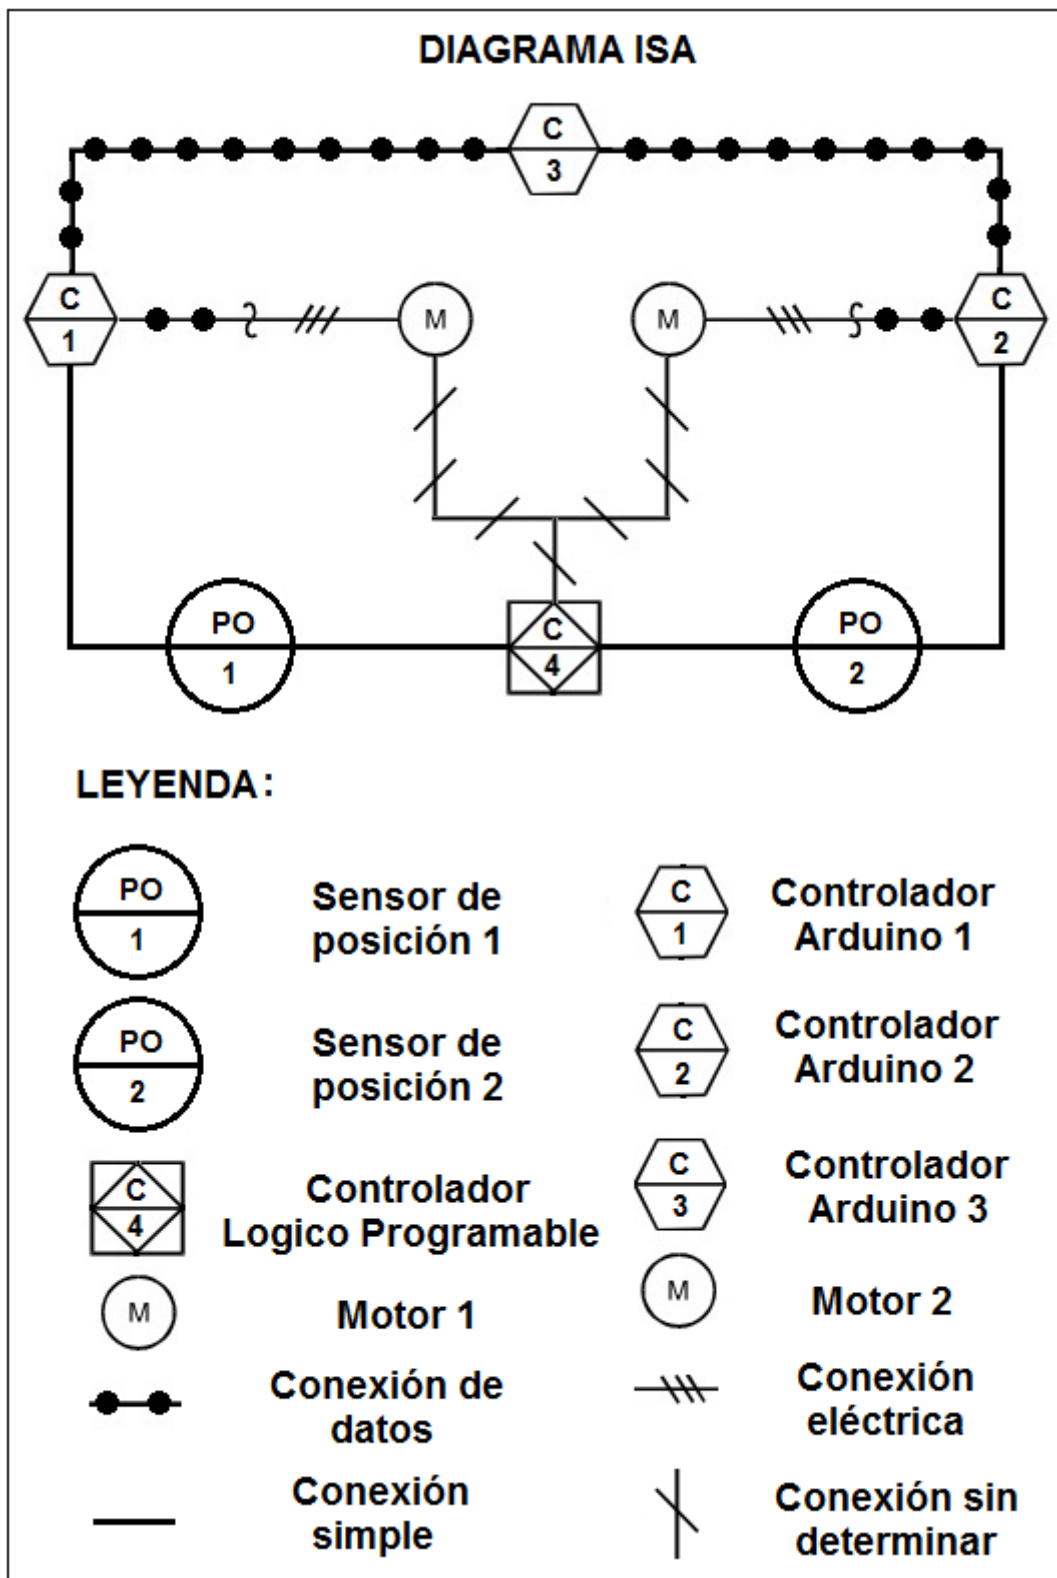 DIAGRAMA ISA
C
3
C
1
M
M
C
2
PO
1
C
4
PO
2
LEYENDA:
PO
1
Sensor de
posición 1
C
1
Controlador
Arduino 1
PO
2
Sensor de
posición 2
C
2
Controlador
Arduino 2
C
4
Controlador
Logico Programable
C
3
Controlador
Arduino 3
M
Motor 1
M
Motor 2
Conexión de
datos
Conexión
eléctrica
Conexión
simple
Conexión sin
determinar